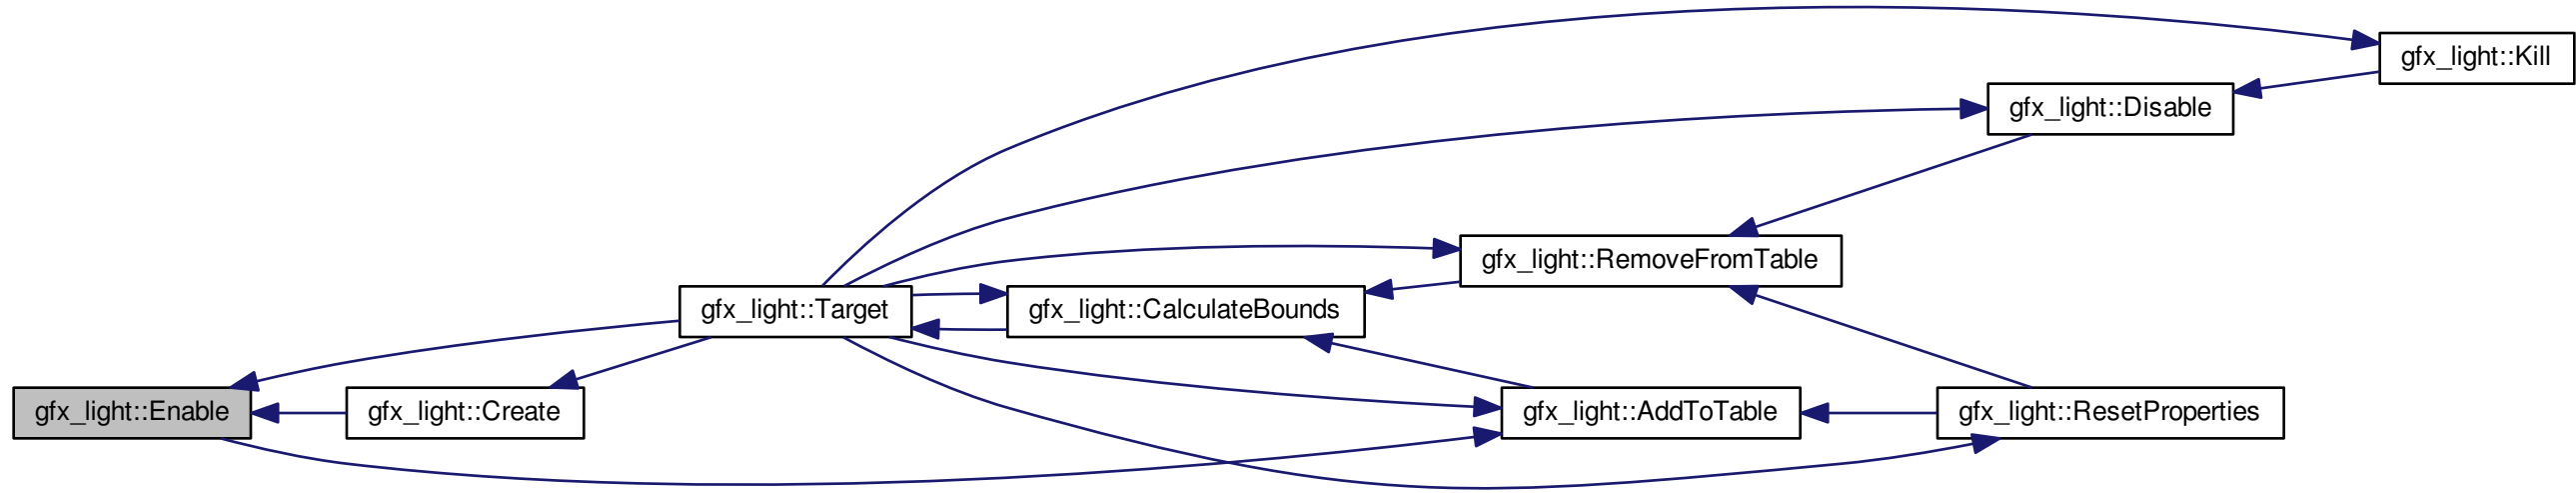 gfx_light::Kill
gfx_light::Disable
gfx_light::RemoveFromTable
gfx_light::Target
gfx_light::CalculateBounds
gfx_light::Enable
gfx_light::Create
gfx_light::AddToTable
gfx_light::ResetProperties